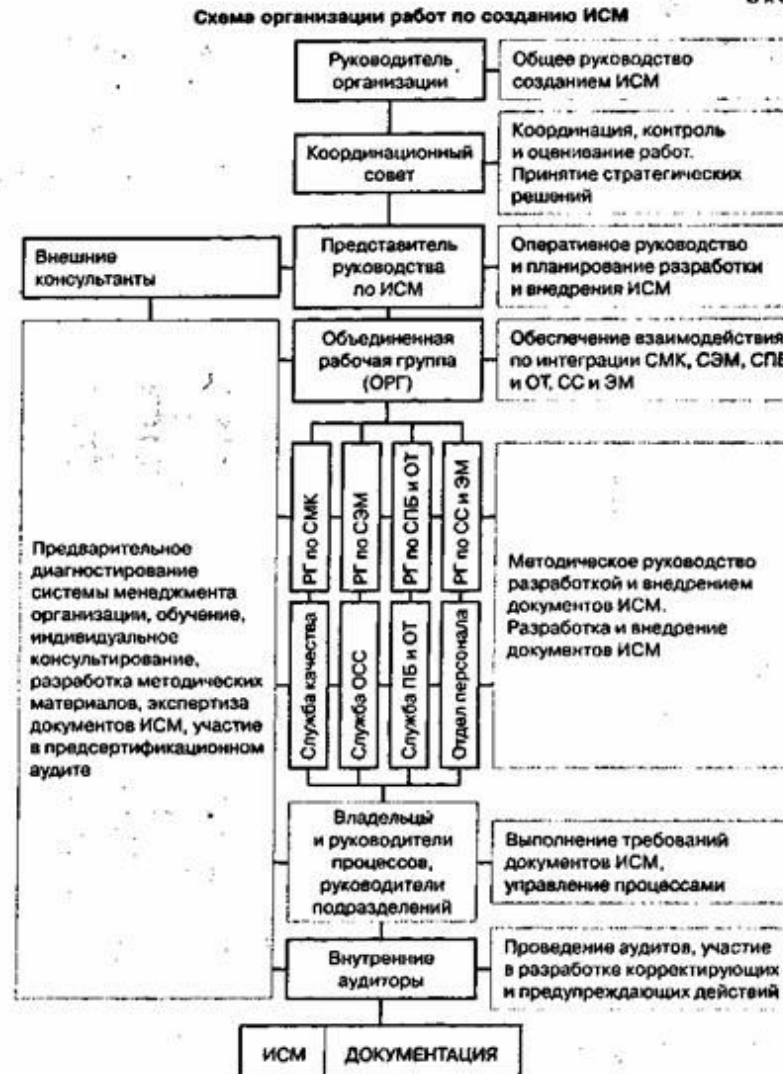 Схема организации работ по созданию ИСМ
Руководитель
организации
Общее руководство
созданием ИСМ
Координационный
совет
Координация, контроль
и оценивание работ.
Принятие стратегических
решений
Внешние
консультанты
Представитель
руководства
по ИСМ
Оперативное руководство
и планирование разработки
и внедрения ИСМ
Объединенная
рабочая группа
(ОРГ)
Обеспечение взаимодействия
по интеграции СМК, СЭМ, СПБ
и ОТ, СС и ЭМ
РГ по СМК
РГ по СЭМ
РГ по СПБ и ОТ
РГ по СС и ЭМ
Предварительное
диагностирование
системы менеджмента
организации, обучение,
индивидуальное
консультирование,
разработка методических
материалов, экспертиза
документов ИСМ, участие
в предсертификационном
аудите
Методическое руководство
разработкой и внедрением
документов ИСМ.
Разработка и внедрение
документов ИСМ
Служба качества
Служба ОСС
Служба ПБ и ОТ
Отдел персонала
Владельцы
и руководители
процессов,
руководители
подразделений
Выполнение требований
документов ИСМ,
управление процессами
Внутренние
аудиторы
Проведение аудитов, участие
в разработке корректирующих
и предупреждающих действий
ИСМ
ДОКУМЕНТАЦИЯ